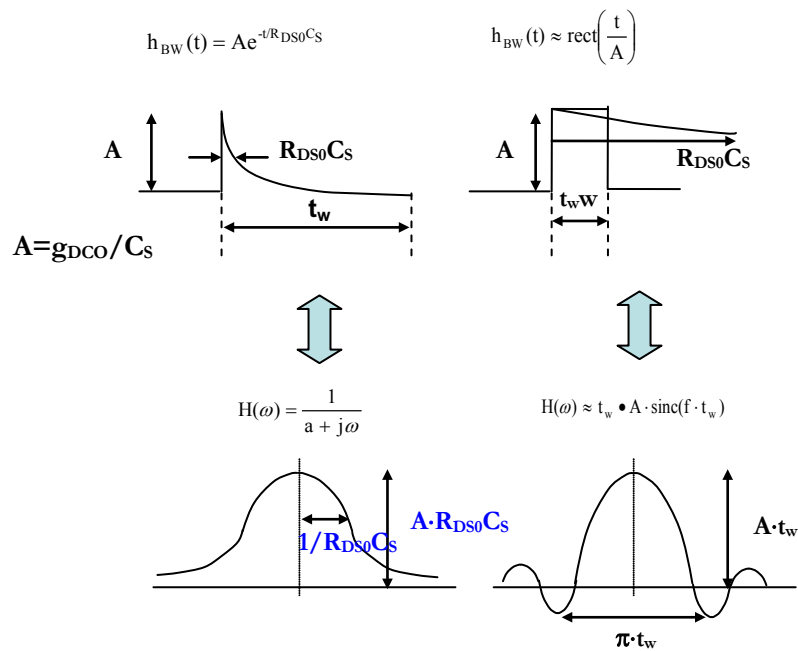 h_BW(t) = Ae^-t/R_DS0C_S
h_BW(t) ≈ rect(t/A)
A
R_DS0C_S
A
R_DS0C_S
t_w
t_ww
A=g_DCO/C_S
H(ω) = 1/(a + jω)
H(ω) ≈ t_w • A · sinc(f · t_w)
A·R_DS0C_S
1/R_DS0C_S
A·t_w
π·t_w